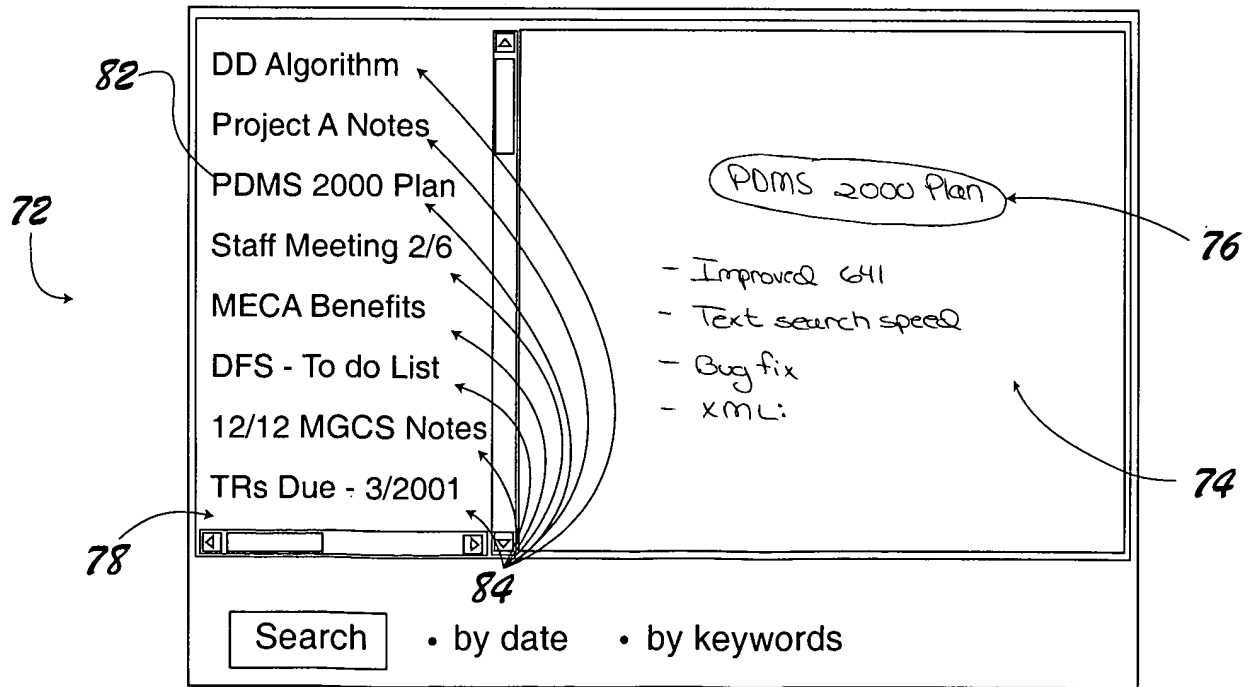 82
72
78
DD Algorithm
Project A Notes
PDMS 2000 Plan
Staff Meeting 2/6
MECA Benefits
DFS - To do List
12/12 MGCS Notes
TRs Due - 3/2001
84
PDMS 2000 Plan
- Improved 641
- Text search speed
- Bug fix
- XML:
76
74
Search • by date • by keywords